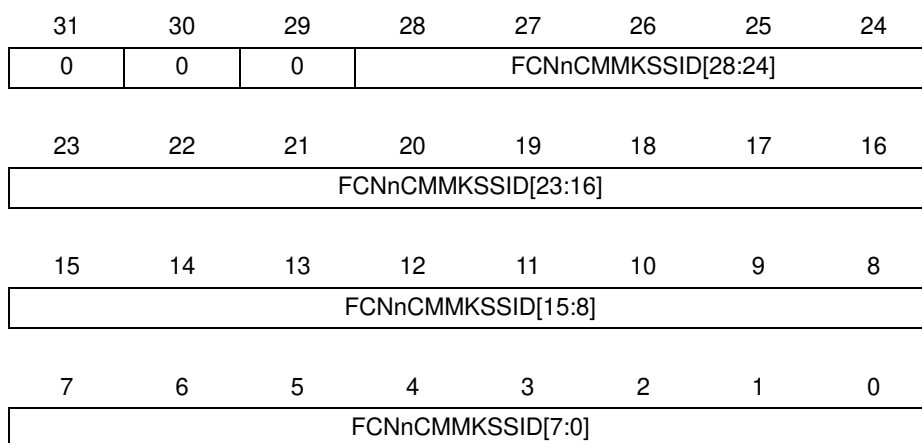 31 30 29 28 27 26 25 24
0 0 0 FCNnCMMKSSID[28:24]
23 22 21 20 19 18 17 16
FCNnCMMKSSID[23:16]
15 14 13 12 11 10 9 8
FCNnCMMKSSID[15:8]
7 6 5 4 3 2 1 0
FCNnCMMKSSID[7:0]